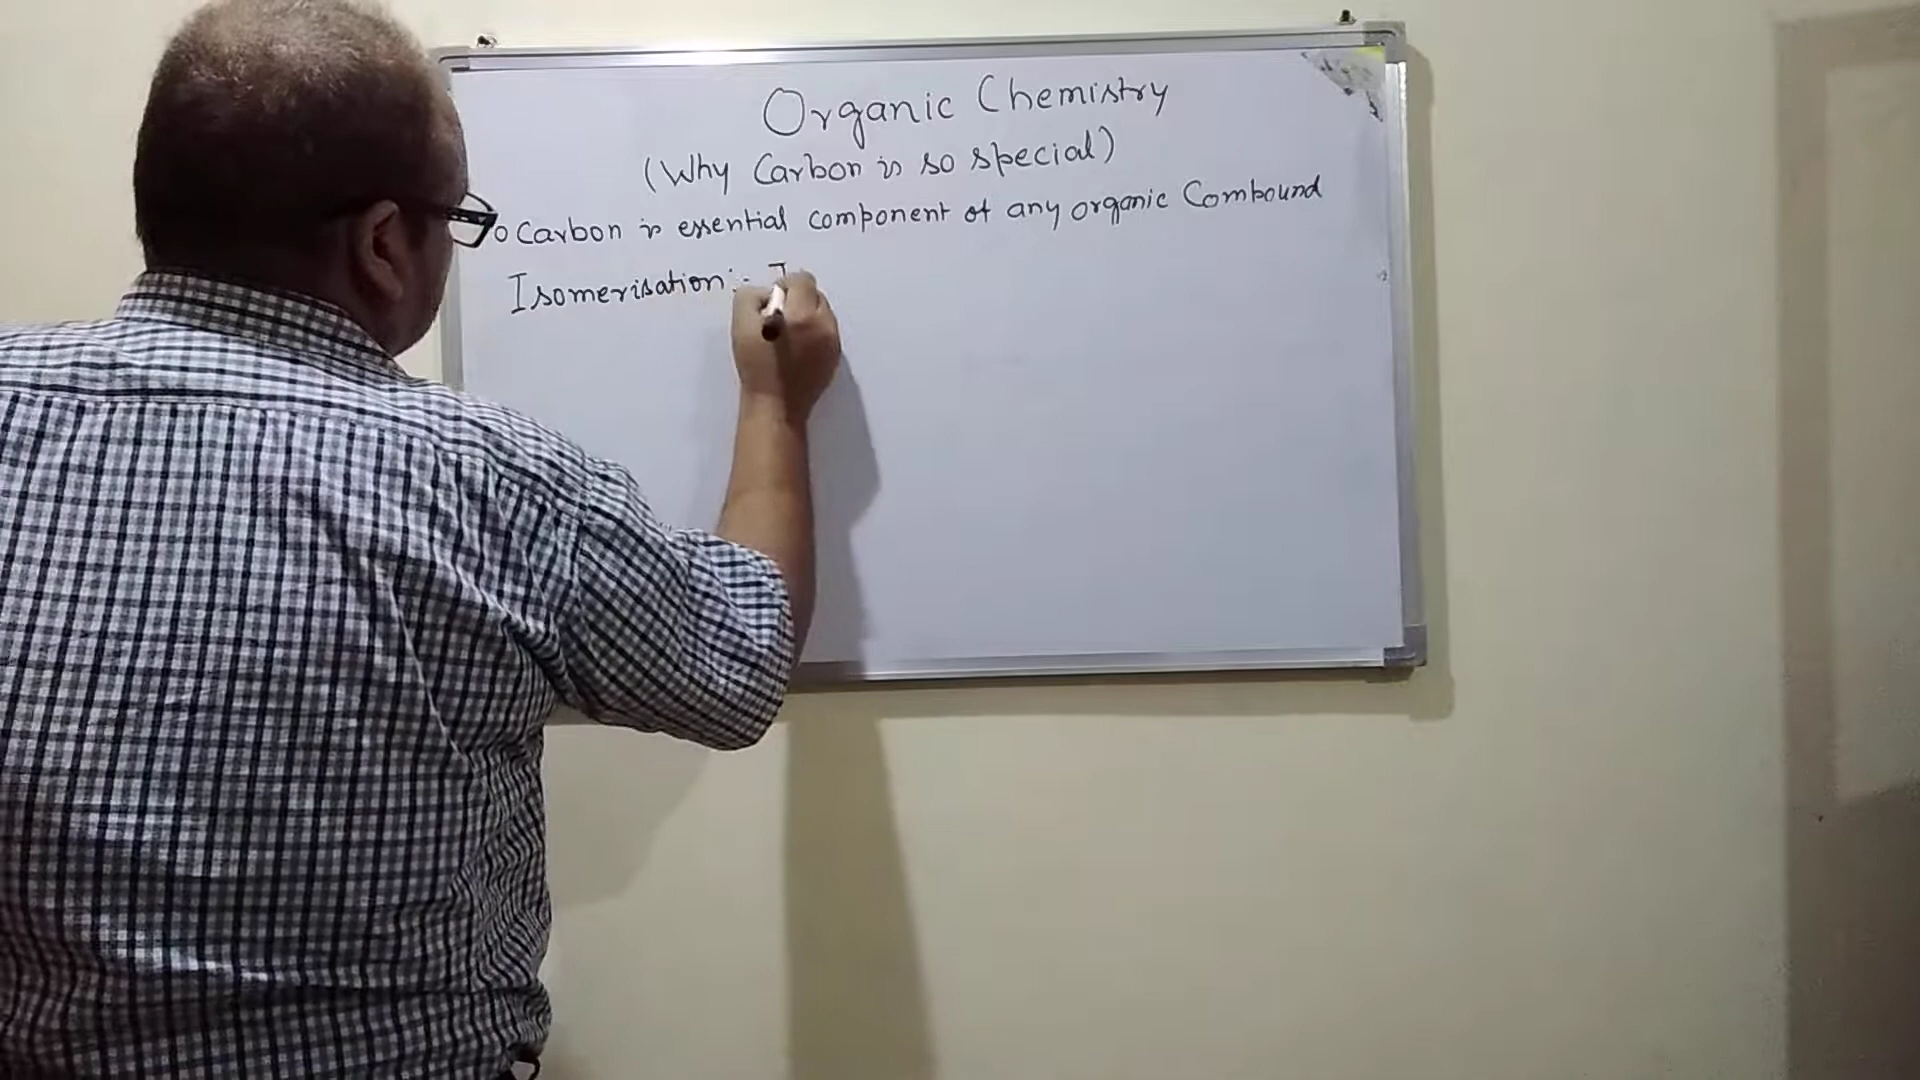 Organic Chemistry
(Why Carbon is so special)
o Carbon is essential component of any organic Compound
Isomerisation:- I